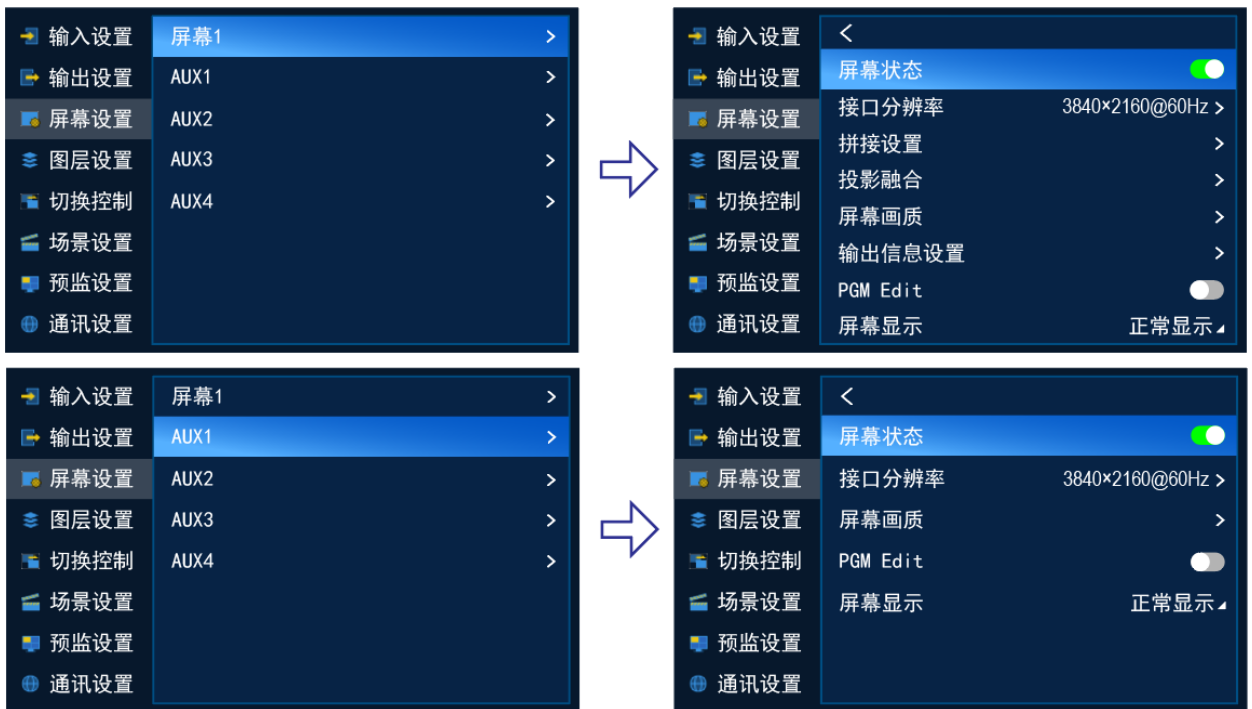 输入设置
输出设置
屏幕设置
图层设置
切换控制
场景设置
预监设置
通讯设置
屏幕1 >
AUX1 >
AUX2 >
AUX3 >
AUX4 >
输入设置
输出设置
屏幕设置
图层设置
切换控制
场景设置
预监设置
通讯设置
<
屏幕状态
接口分辨率 3840×2160@60Hz >
拼接设置 >
投影融合 >
屏幕画质 >
输出信息设置 >
PGM Edit
屏幕显示 正常显示
输入设置
输出设置
屏幕设置
图层设置
切换控制
场景设置
预监设置
通讯设置
屏幕1 >
AUX1 >
AUX2 >
AUX3 >
AUX4 >
输入设置
输出设置
屏幕设置
图层设置
切换控制
场景设置
预监设置
通讯设置
<
屏幕状态
接口分辨率 3840×2160@60Hz >
屏幕画质 >
PGM Edit
屏幕显示 正常显示